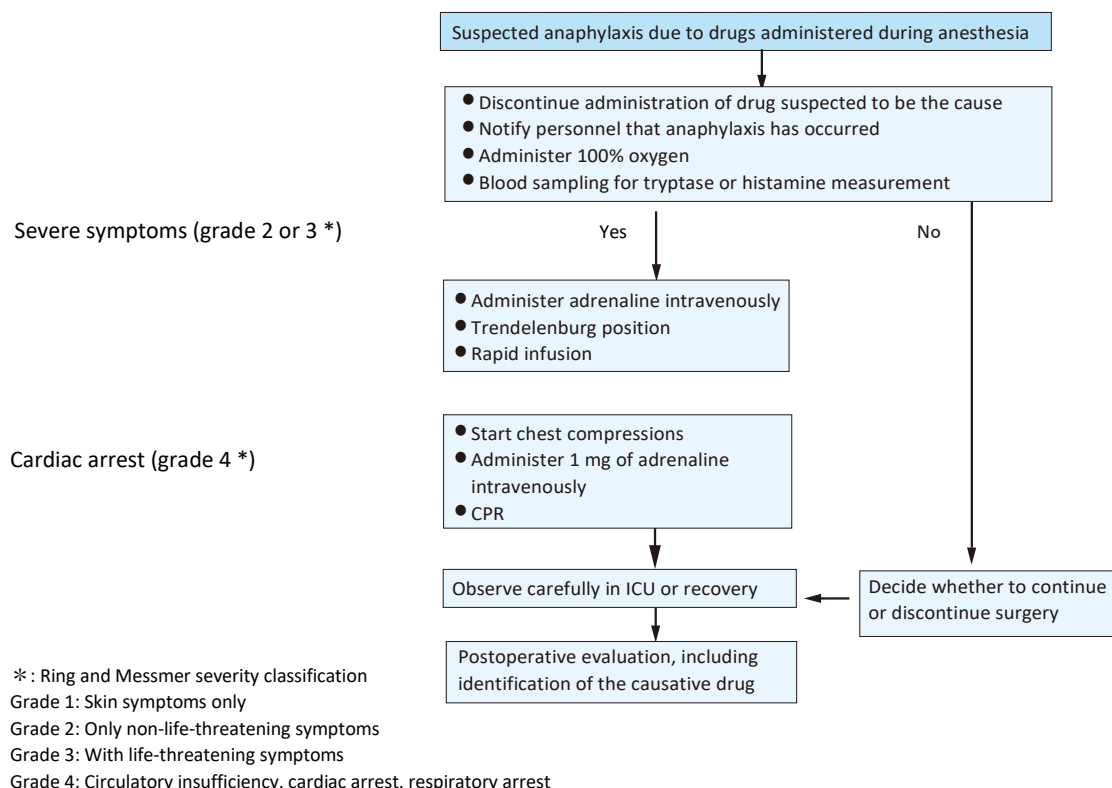 Suspected anaphylaxis due to drugs administered during anesthesia
● Discontinue administration of drug suspected to be the cause
● Notify personnel that anaphylaxis has occurred
● Administer 100% oxygen
● Blood sampling for tryptase or histamine measurement
Severe symptoms (grade 2 or 3 *)
Yes
No
● Administer adrenaline intravenously
● Trendelenburg position
● Rapid infusion
Cardiac arrest (grade 4 *)
● Start chest compressions
● Administer 1 mg of adrenaline
intravenously
● CPR
Observe carefully in ICU or recovery
Decide whether to continue
or discontinue surgery
Postoperative evaluation, including
identification of the causative drug
＊: Ring and Messmer severity classification
Grade 1: Skin symptoms only
Grade 2: Only non-life-threatening symptoms
Grade 3: With life-threatening symptoms
Grade 4: Circulatory insufficiency, cardiac arrest, respiratory arrest